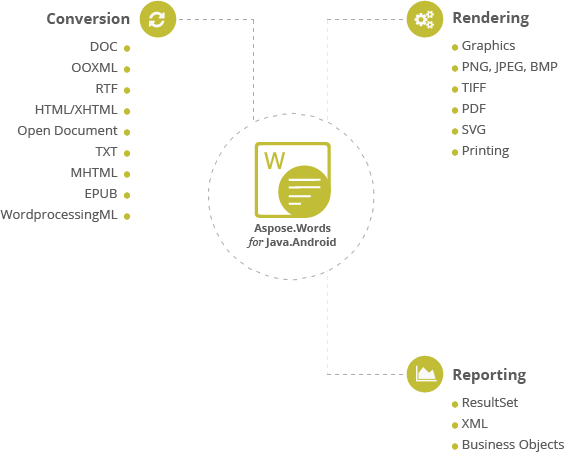 Conversion
DOC
OOXML
RTF
HTML/XHTML
Open Document
TXT
MHTML
EPUB
WordprocessingML
Rendering
Graphics
PNG, JPEG, BMP
TIFF
PDF
SVG
Printing
W
Aspose.Words
for Java.Android
Reporting
ResultSet
XML
Business Objects